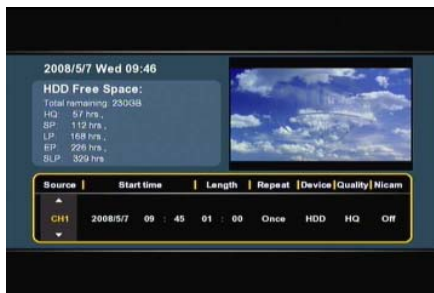 2008/5/7 Wed 09:46
HDD Free Space:
Total remaining: 230GB
HQ: 57 hrs ,
SP: 112 hrs ,
LP: 168 hrs ,
EP: 226 hrs ,
SLP: 329 hrs
Source | Start time | Length | Repeat | Device | Quality | Nicam
CH1 2008/5/7 09 : 45 01 : 00 Once HDD HQ Off